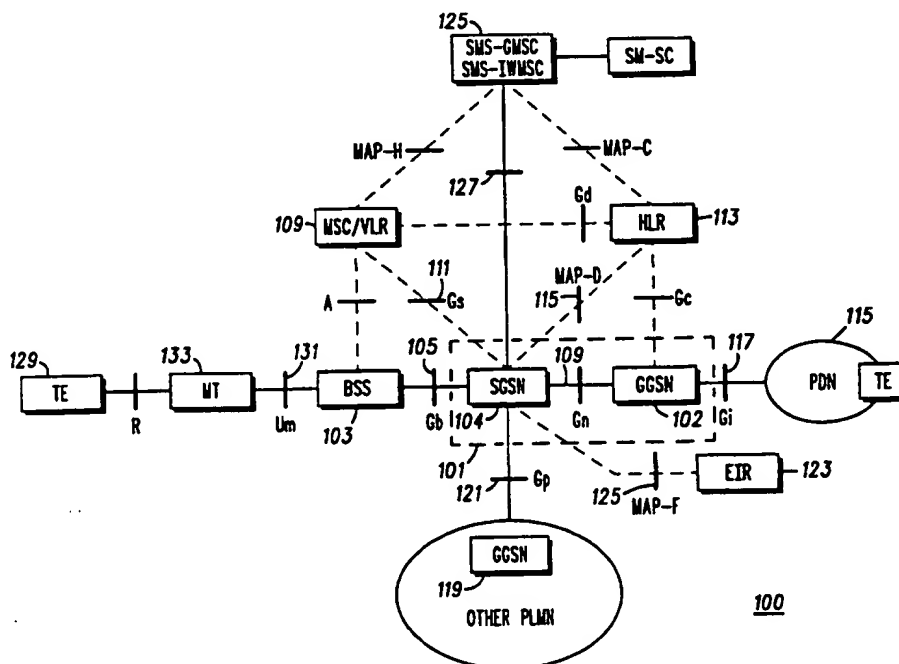 125
SMS-GMSC
SMS-IWMSC
SM-SC
MAP-H
MAP-C
127
Gd
109
MSC/VLR
HLR
113
111
MAP-D
A
Gs
115
Gc
129
133
131
105
109
117
115
TE
MT
BSS
SGSN
GGSN
PDN
TE
R
Um
103
Gb
104
Gn
102
Gi
101
121
Gp
125
EIR
123
MAP-F
GGSN
119
OTHER PLMN
100